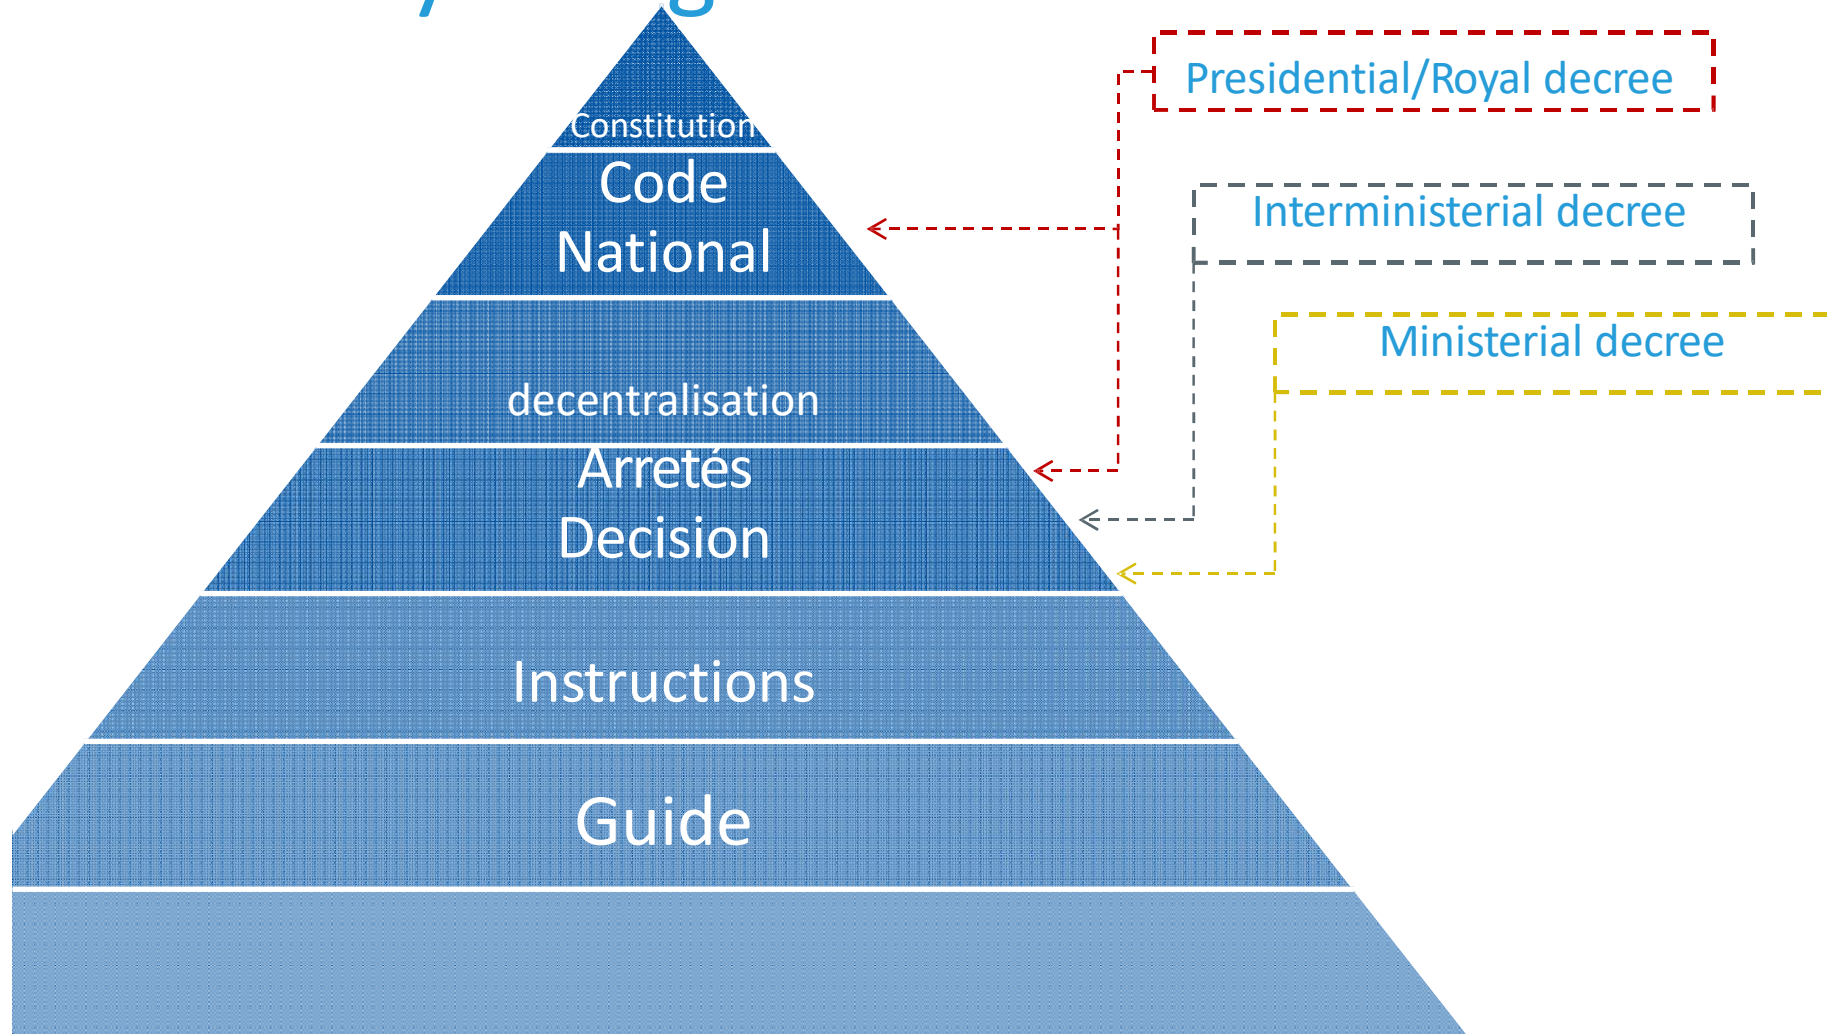 Constitution
Code
National
decentralisation
Arretés
Decision
Instructions
Guide
Presidential/Royal decree
Interministerial decree
Ministerial decree